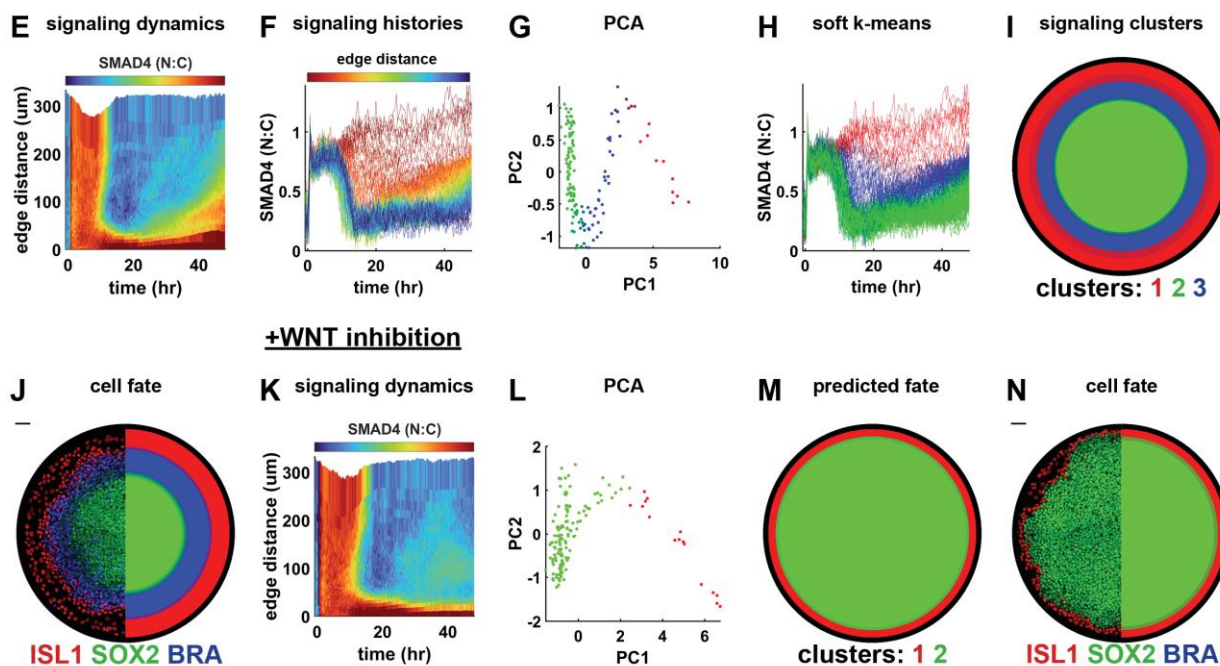 E signaling dynamics
SMAD4 (N:C)
edge distance (um)
300
200
100
0
0 20 40
time (hr)
F signaling histories
edge distance
SMAD4 (N:C)
1
0.5
0
0 20 40
time (hr)
G PCA
PC2
1
0.5
0
-0.5
-1
0 5 10
PC1
H soft k-means
SMAD4 (N:C)
1
0.5
0
0 20 40
time (hr)
I signaling clusters
clusters: 1 2 3
+WNT inhibition
J cell fate
ISL1 SOX2 BRA
K signaling dynamics
SMAD4 (N:C)
edge distance (um)
300
200
100
0
0 20 40
time (hr)
L PCA
PC2
2
1
0
-1
-2
0 2 4 6
PC1
M predicted fate
clusters: 1 2
N cell fate
ISL1 SOX2 BRA